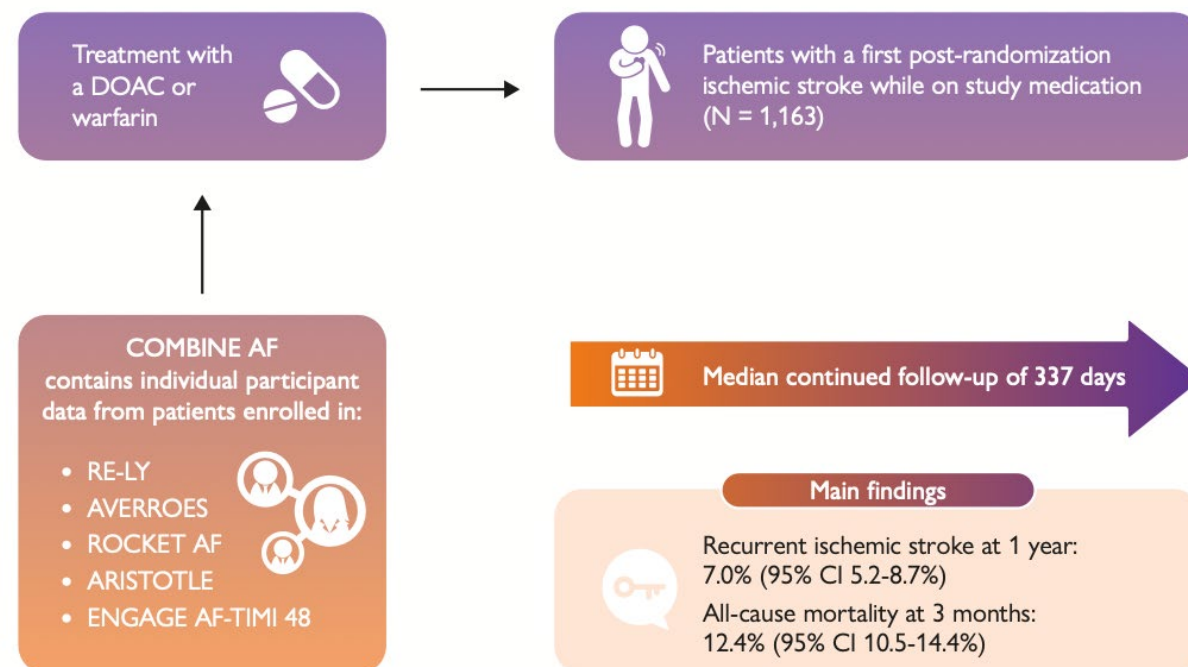 Treatment with
a DOAC or
warfarin
Patients with a first post-randomization
ischemic stroke while on study medication
(N = 1,163)
COMBINE AF
contains individual participant
data from patients enrolled in:
• RE-LY
• AVERROES
• ROCKET AF
• ARISTOTLE
• ENGAGE AF-TIMI 48
Median continued follow-up of 337 days
Main findings
Recurrent ischemic stroke at 1 year:
7.0% (95% CI 5.2-8.7%)
All-cause mortality at 3 months:
12.4% (95% CI 10.5-14.4%)